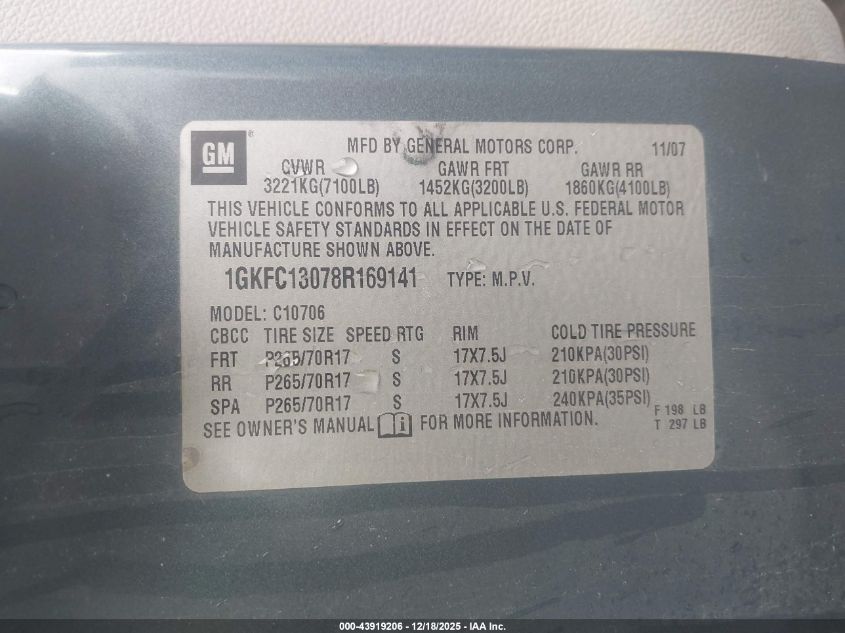 GM ®
MFD BY GENERAL MOTORS CORP. 11/07
GVWR GAWR FRT GAWR RR
3221KG(7100LB) 1452KG(3200LB) 1860KG(4100LB)
THIS VEHICLE CONFORMS TO ALL APPLICABLE U.S. FEDERAL MOTOR
VEHICLE SAFETY STANDARDS IN EFFECT ON THE DATE OF
MANUFACTURE SHOWN ABOVE.
1GKFC13078R169141 TYPE: M.P.V.
MODEL: C10706
CBCC TIRE SIZE SPEED RTG RIM COLD TIRE PRESSURE
FRT P265/70R17 S 17X7.5J 210KPA(30PSI)
RR P265/70R17 S 17X7.5J 210KPA(30PSI)
SPA P265/70R17 S 17X7.5J 240KPA(35PSI)
F 198 LB
SEE OWNER'S MANUAL i FOR MORE INFORMATION. T 297 LB
000-43919206 - 12/18/2025 - IAA Inc.